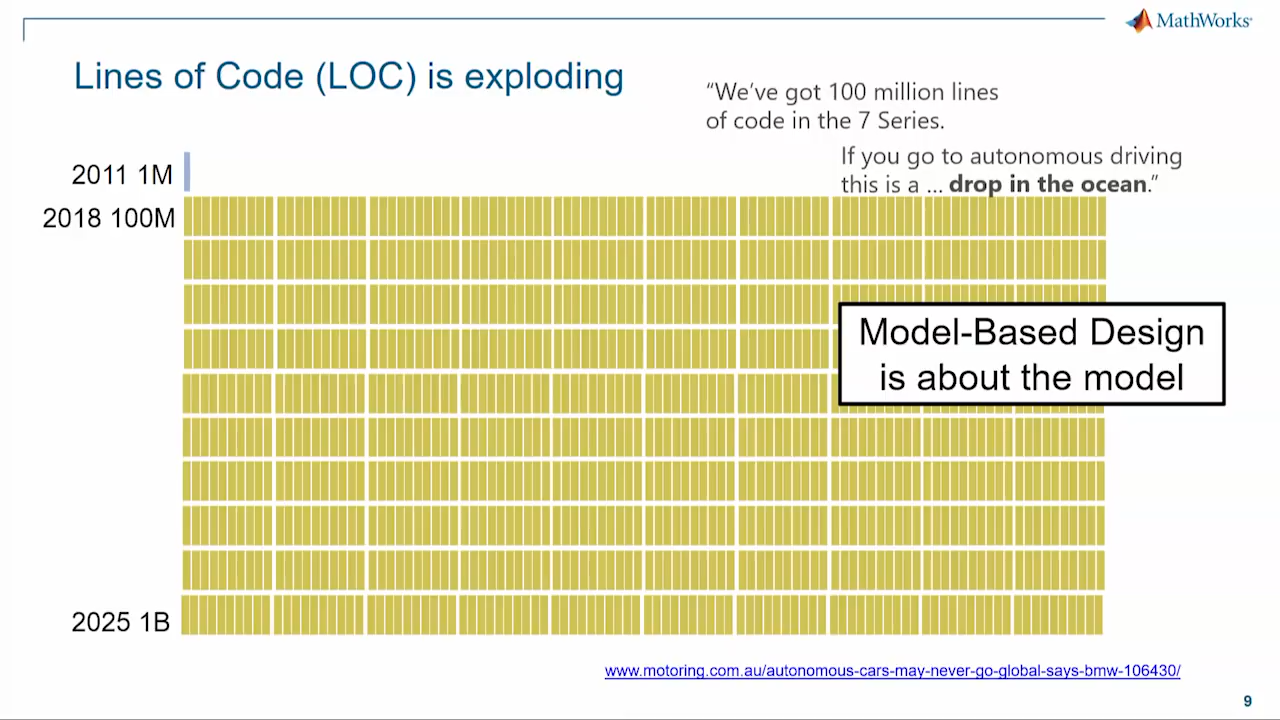 MathWorks®
Lines of Code (LOC) is exploding
“We’ve got 100 million lines
of code in the 7 Series.
If you go to autonomous driving
this is a ... drop in the ocean.”
2011 1M
2018 100M
Model-Based Design
is about the model
2025 1B
www.motoring.com.au/autonomous-cars-may-never-go-global-says-bmw-106430/
9